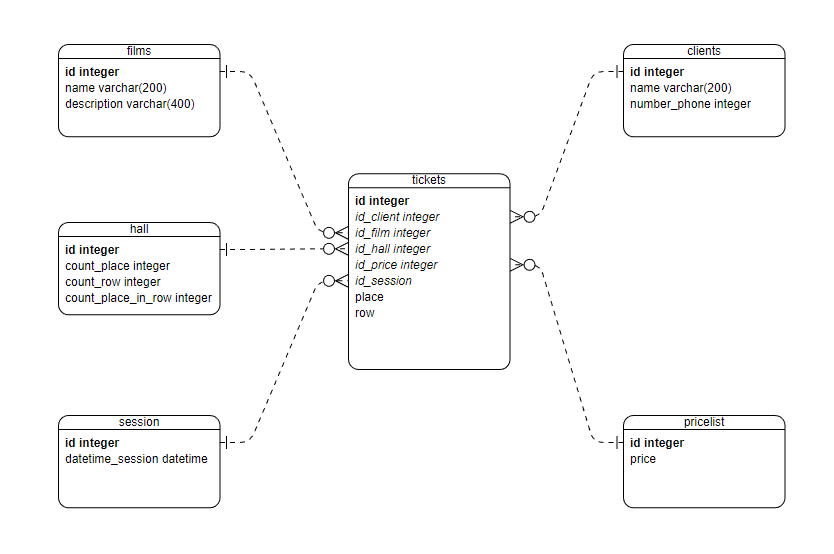 films
id integer
name varchar(200)
description varchar(400)
clients
id integer
name varchar(200)
number_phone integer
tickets
id integer
id_client integer
id_film integer
id_hall integer
id_price integer
id_session
place
row
hall
id integer
count_place integer
count_row integer
count_place_in_row integer
session
id integer
datetime_session datetime
pricelist
id integer
price